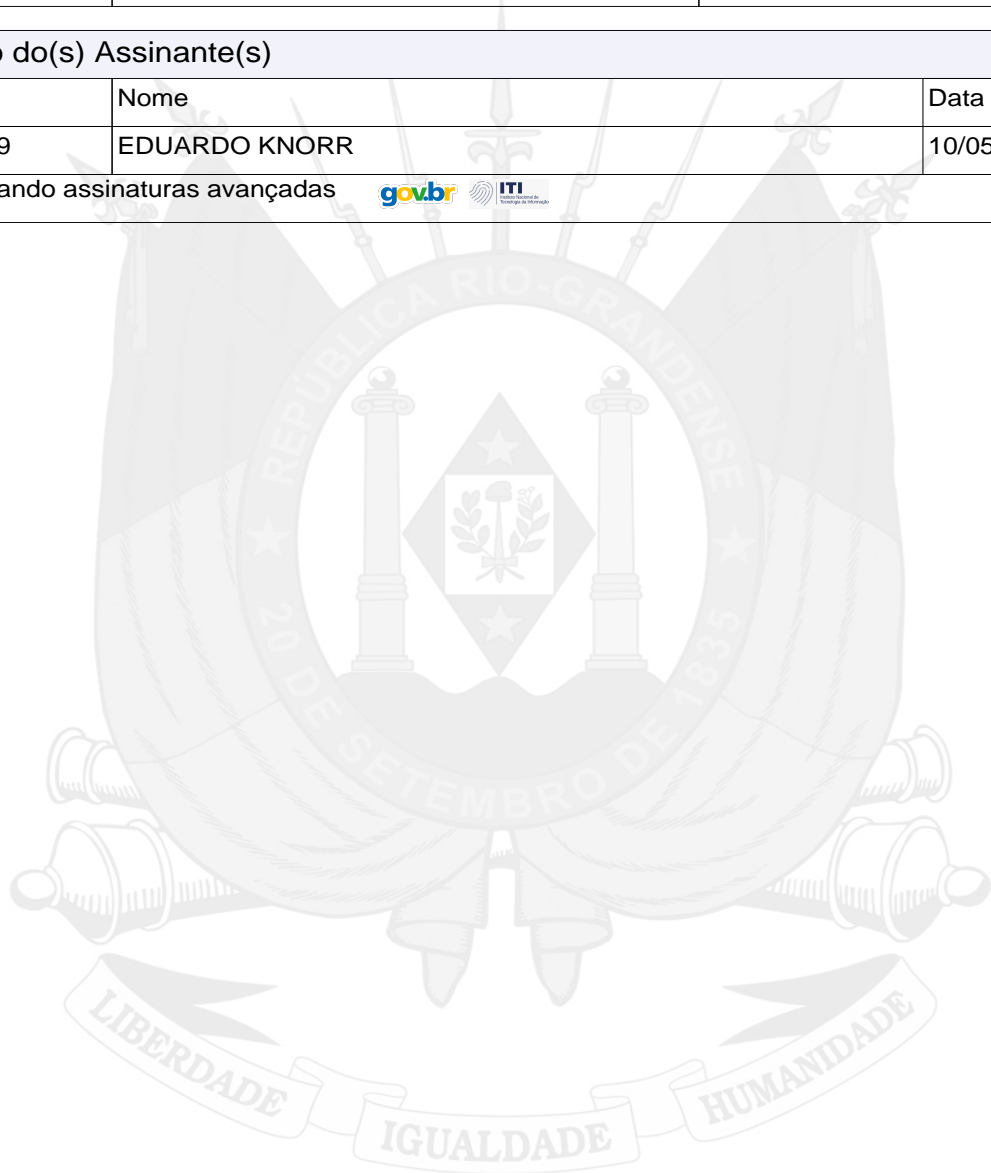 o do(s) Assinante(s)
Nome Data
9 EDUARDO KNORR 10/05
ando assinaturas avançadas gov.br ITI
REPÚBLICA RIO-GRANDENSE
20 DE SETEMBRO DE 1835
LIBERDADE IGUALDADE HUMANIDADE